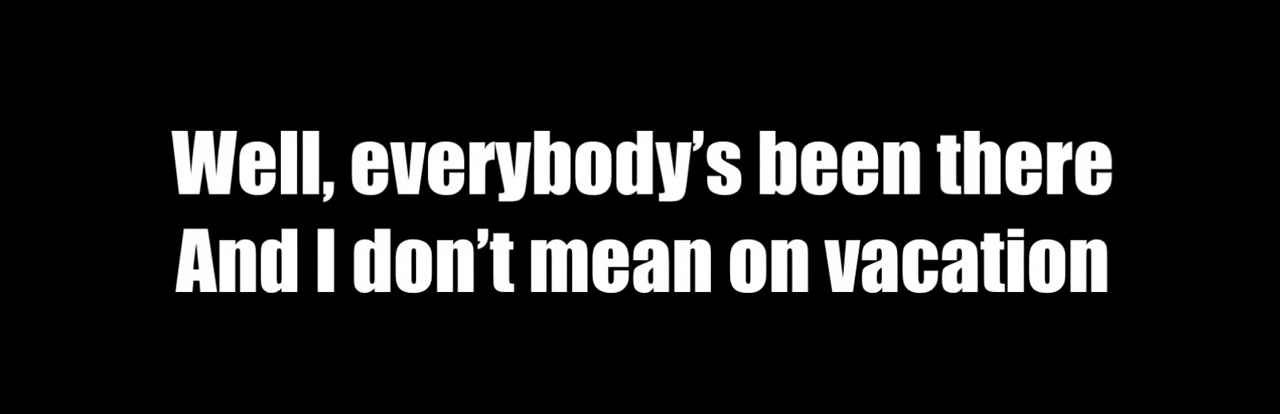 Well, everybody’s been there
And I don’t mean on vacation